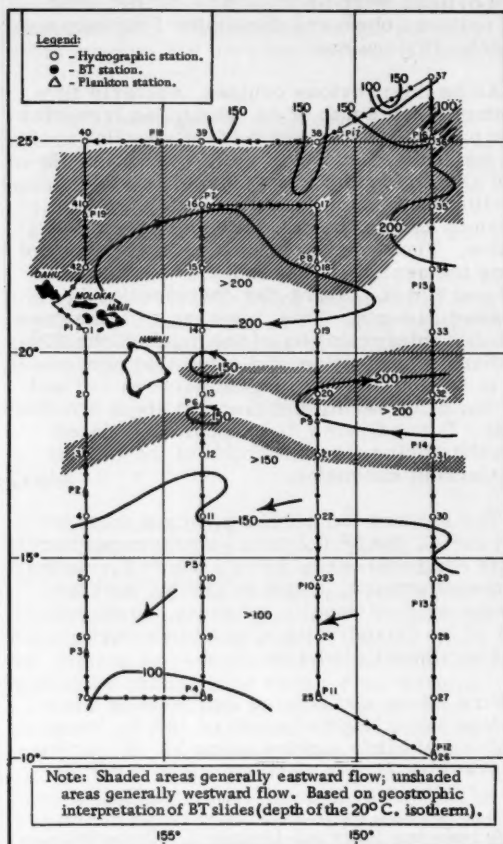 Legend:
○ - Hydrographic station.
● - BT station.
△ - Plankton station.
37
100
150
150
100
25°
40
P18
39
38
P17
P16
36
41
P19
16
P7
17
35
200
42
15
P8
18
34
>200
P15
OAHU
MOLOKAI
MAUI
P1
1
14
200
19
33
20°
HAWAII
150
200
2
13
20
32
P6
150
P9
>200
3
12
>150
21
P14
31
>150
P2
4
11
150
22
30
15°
P5
29
5
10
P10
23
P13
>100
6
9
24
28
P3
100
P4
P11
7
8
25
27
P12
10°
26
Note: Shaded areas generally eastward flow; unshaded
areas generally westward flow. Based on geostrophic
interpretation of BT slides (depth of the 20° C. isotherm).
155°
150°